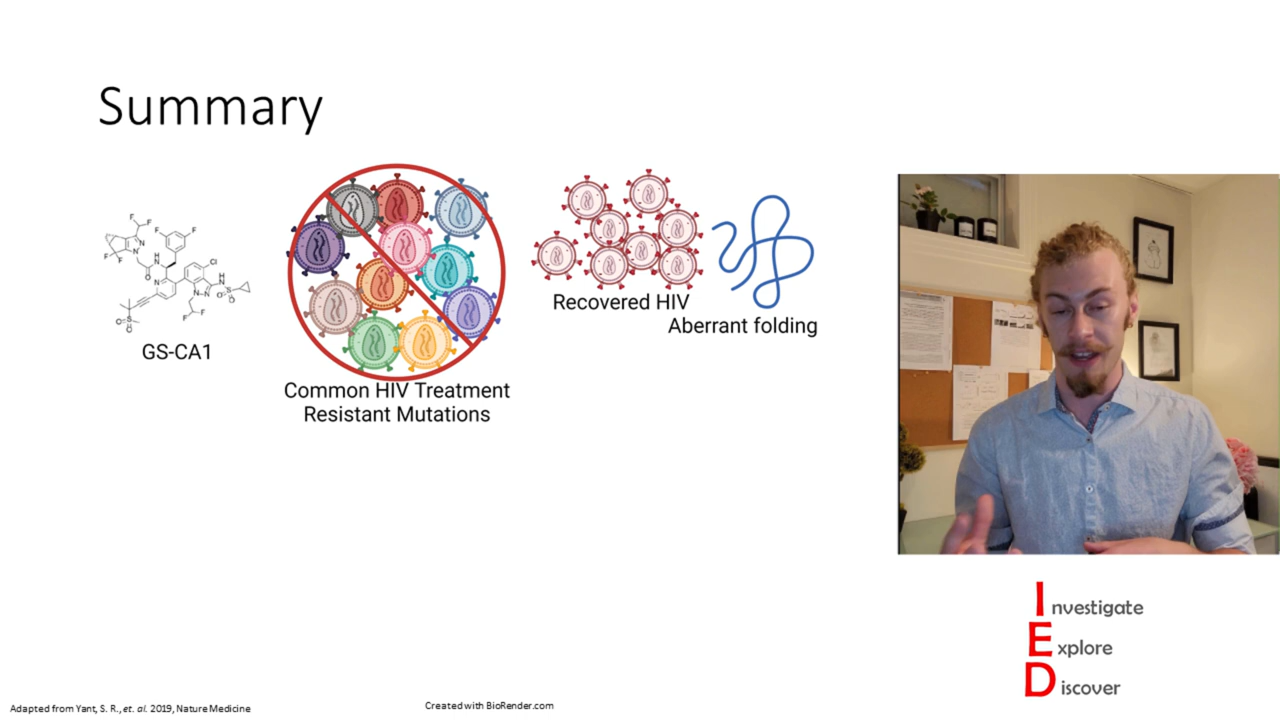 Summary
GS-CA1
Common HIV Treatment
Resistant Mutations
Recovered HIV
Aberrant folding
Investigate
Explore
Discover
Adapted from Yant, S. R., et. al. 2019, Nature Medicine
Created with BioRender.com